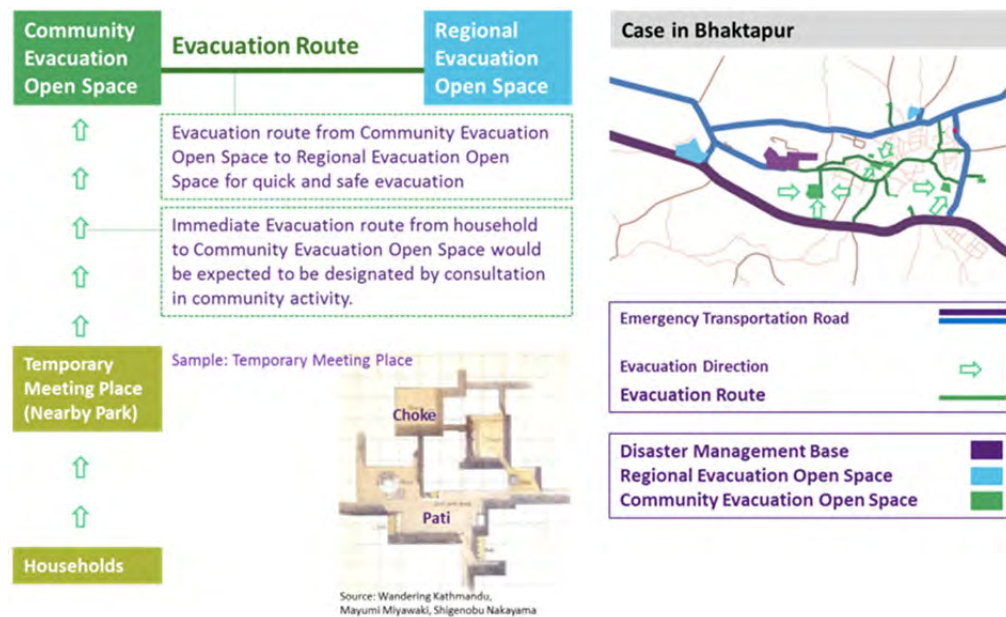 Community
Evacuation
Open Space
Evacuation Route
Regional
Evacuation
Open Space
Evacuation route from Community Evacuation
Open Space to Regional Evacuation Open
Space for quick and safe evacuation
Immediate Evacuation route from household
to Community Evacuation Open Space would
be expected to be designated by consultation
in community activity.
Temporary
Meeting Place
(Nearby Park)
Sample: Temporary Meeting Place
Choke
Pati
Households
Source: Wandering Kathmandu,
Mayumi Miyawaki, Shigenobu Nakayama
Case in Bhaktapur
Emergency Transportation Road
Evacuation Direction
Evacuation Route
Disaster Management Base
Regional Evacuation Open Space
Community Evacuation Open Space